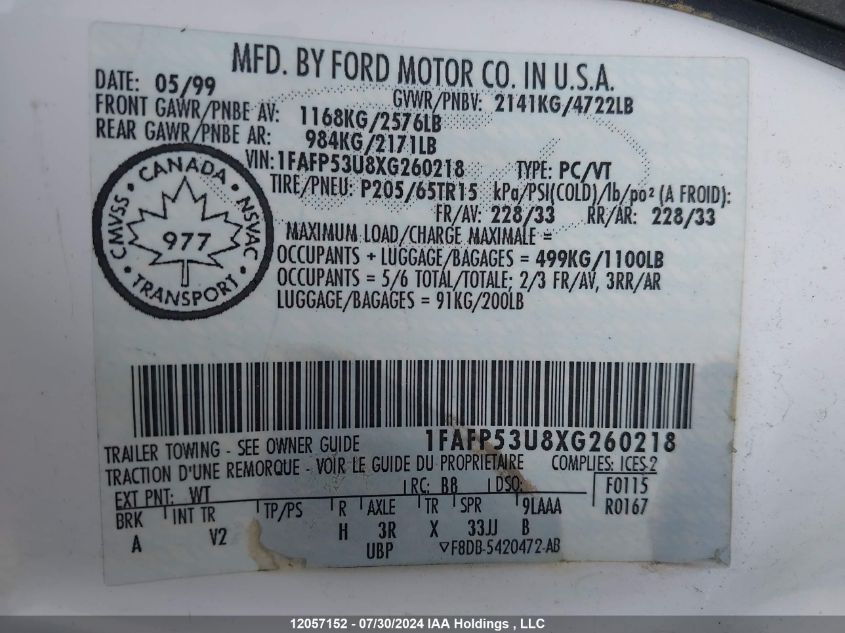 MFD. BY FORD MOTOR CO. IN U.S.A.
DATE: 05/99 GVWR/PNBV: 2141KG/4722LB
FRONT GAWR/PNBE AV: 1168KG/2576LB
REAR GAWR/PNBE AR: 984KG/2171LB
VIN: 1FAFP53U8XG260218 TYPE: PC/VT
TIRE/PNEU: P205/65TR15 kPa/PSI(COLD)/lb/po² (A FROID):
FR/AV: 228/33 RR/AR: 228/33
CANADA
CMVSS 977 NSVAC
TRANSPORT
MAXIMUM LOAD/CHARGE MAXIMALE =
OCCUPANTS + LUGGAGE/BAGAGES = 499KG/1100LB
OCCUPANTS = 5/6 TOTAL/TOTALE; 2/3 FR/AV, 3RR/AR
LUGGAGE/BAGAGES = 91KG/200LB
1FAFP53U8XG260218
TRAILER TOWING - SEE OWNER GUIDE
TRACTION D'UNE REMORQUE - VOIR LE GUIDE DU PROPRIETAIRE COMPLIES: ICES-2
EXT PNT: WT RC: B8 DSO: F0115
BRK INT TR TP/PS R AXLE TR SPR 9LAAA R0167
A V2 H 3R X 33JJ B
UBP ▽F8DB-5420472-AB
12057152 - 07/30/2024 IAA Holdings , LLC